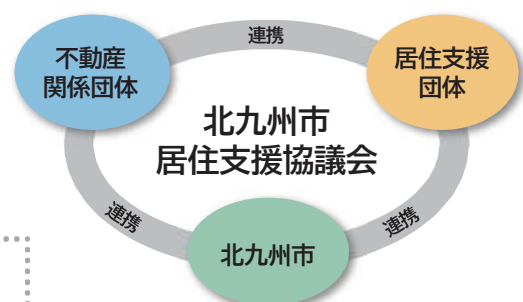 連携
不動産
関係団体
居住支援
団体
北九州市
居住支援協議会
連携
連携
北九州市